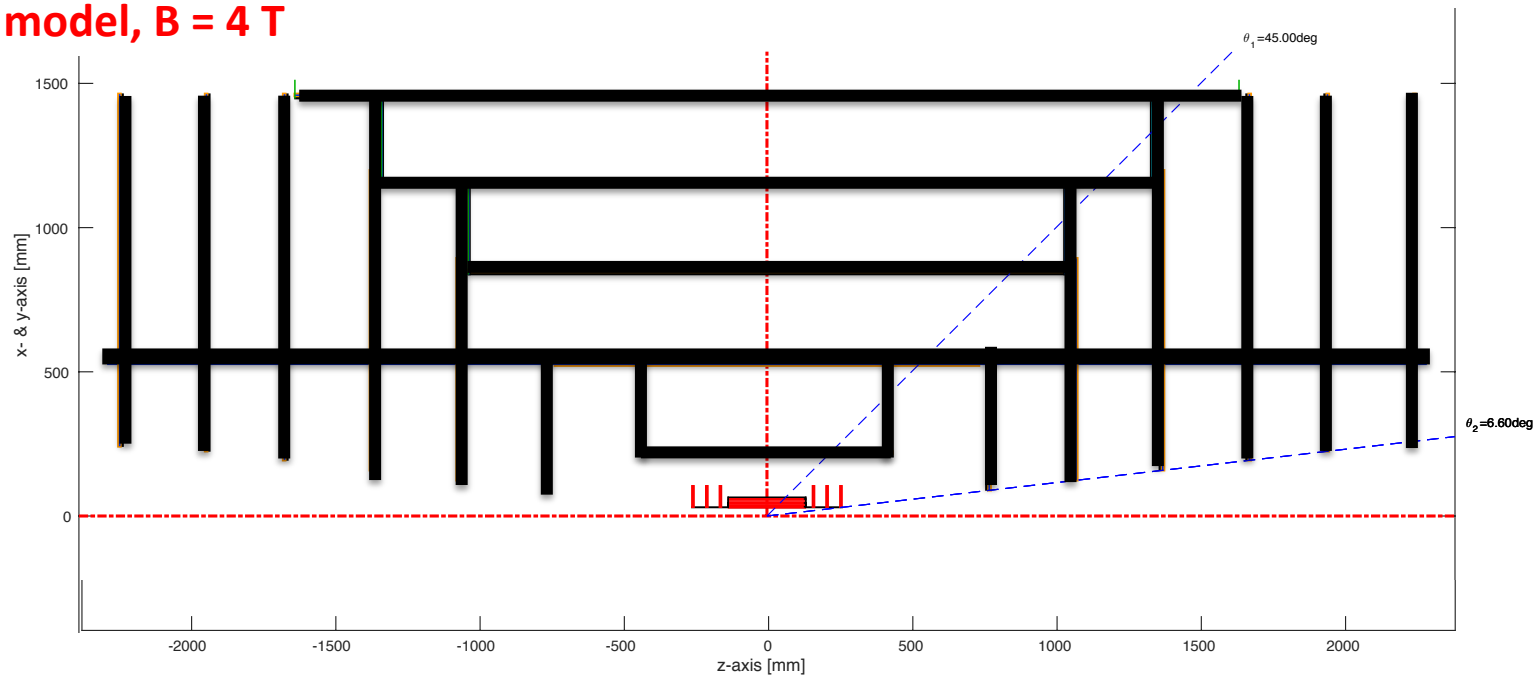 model, B = 4 T
θ1=45.00deg
1500
1000
500
0
x- & y-axis [mm]
θ2=6.60deg
-2000 -1500 -1000 -500 0 500 1000 1500 2000
z-axis [mm]